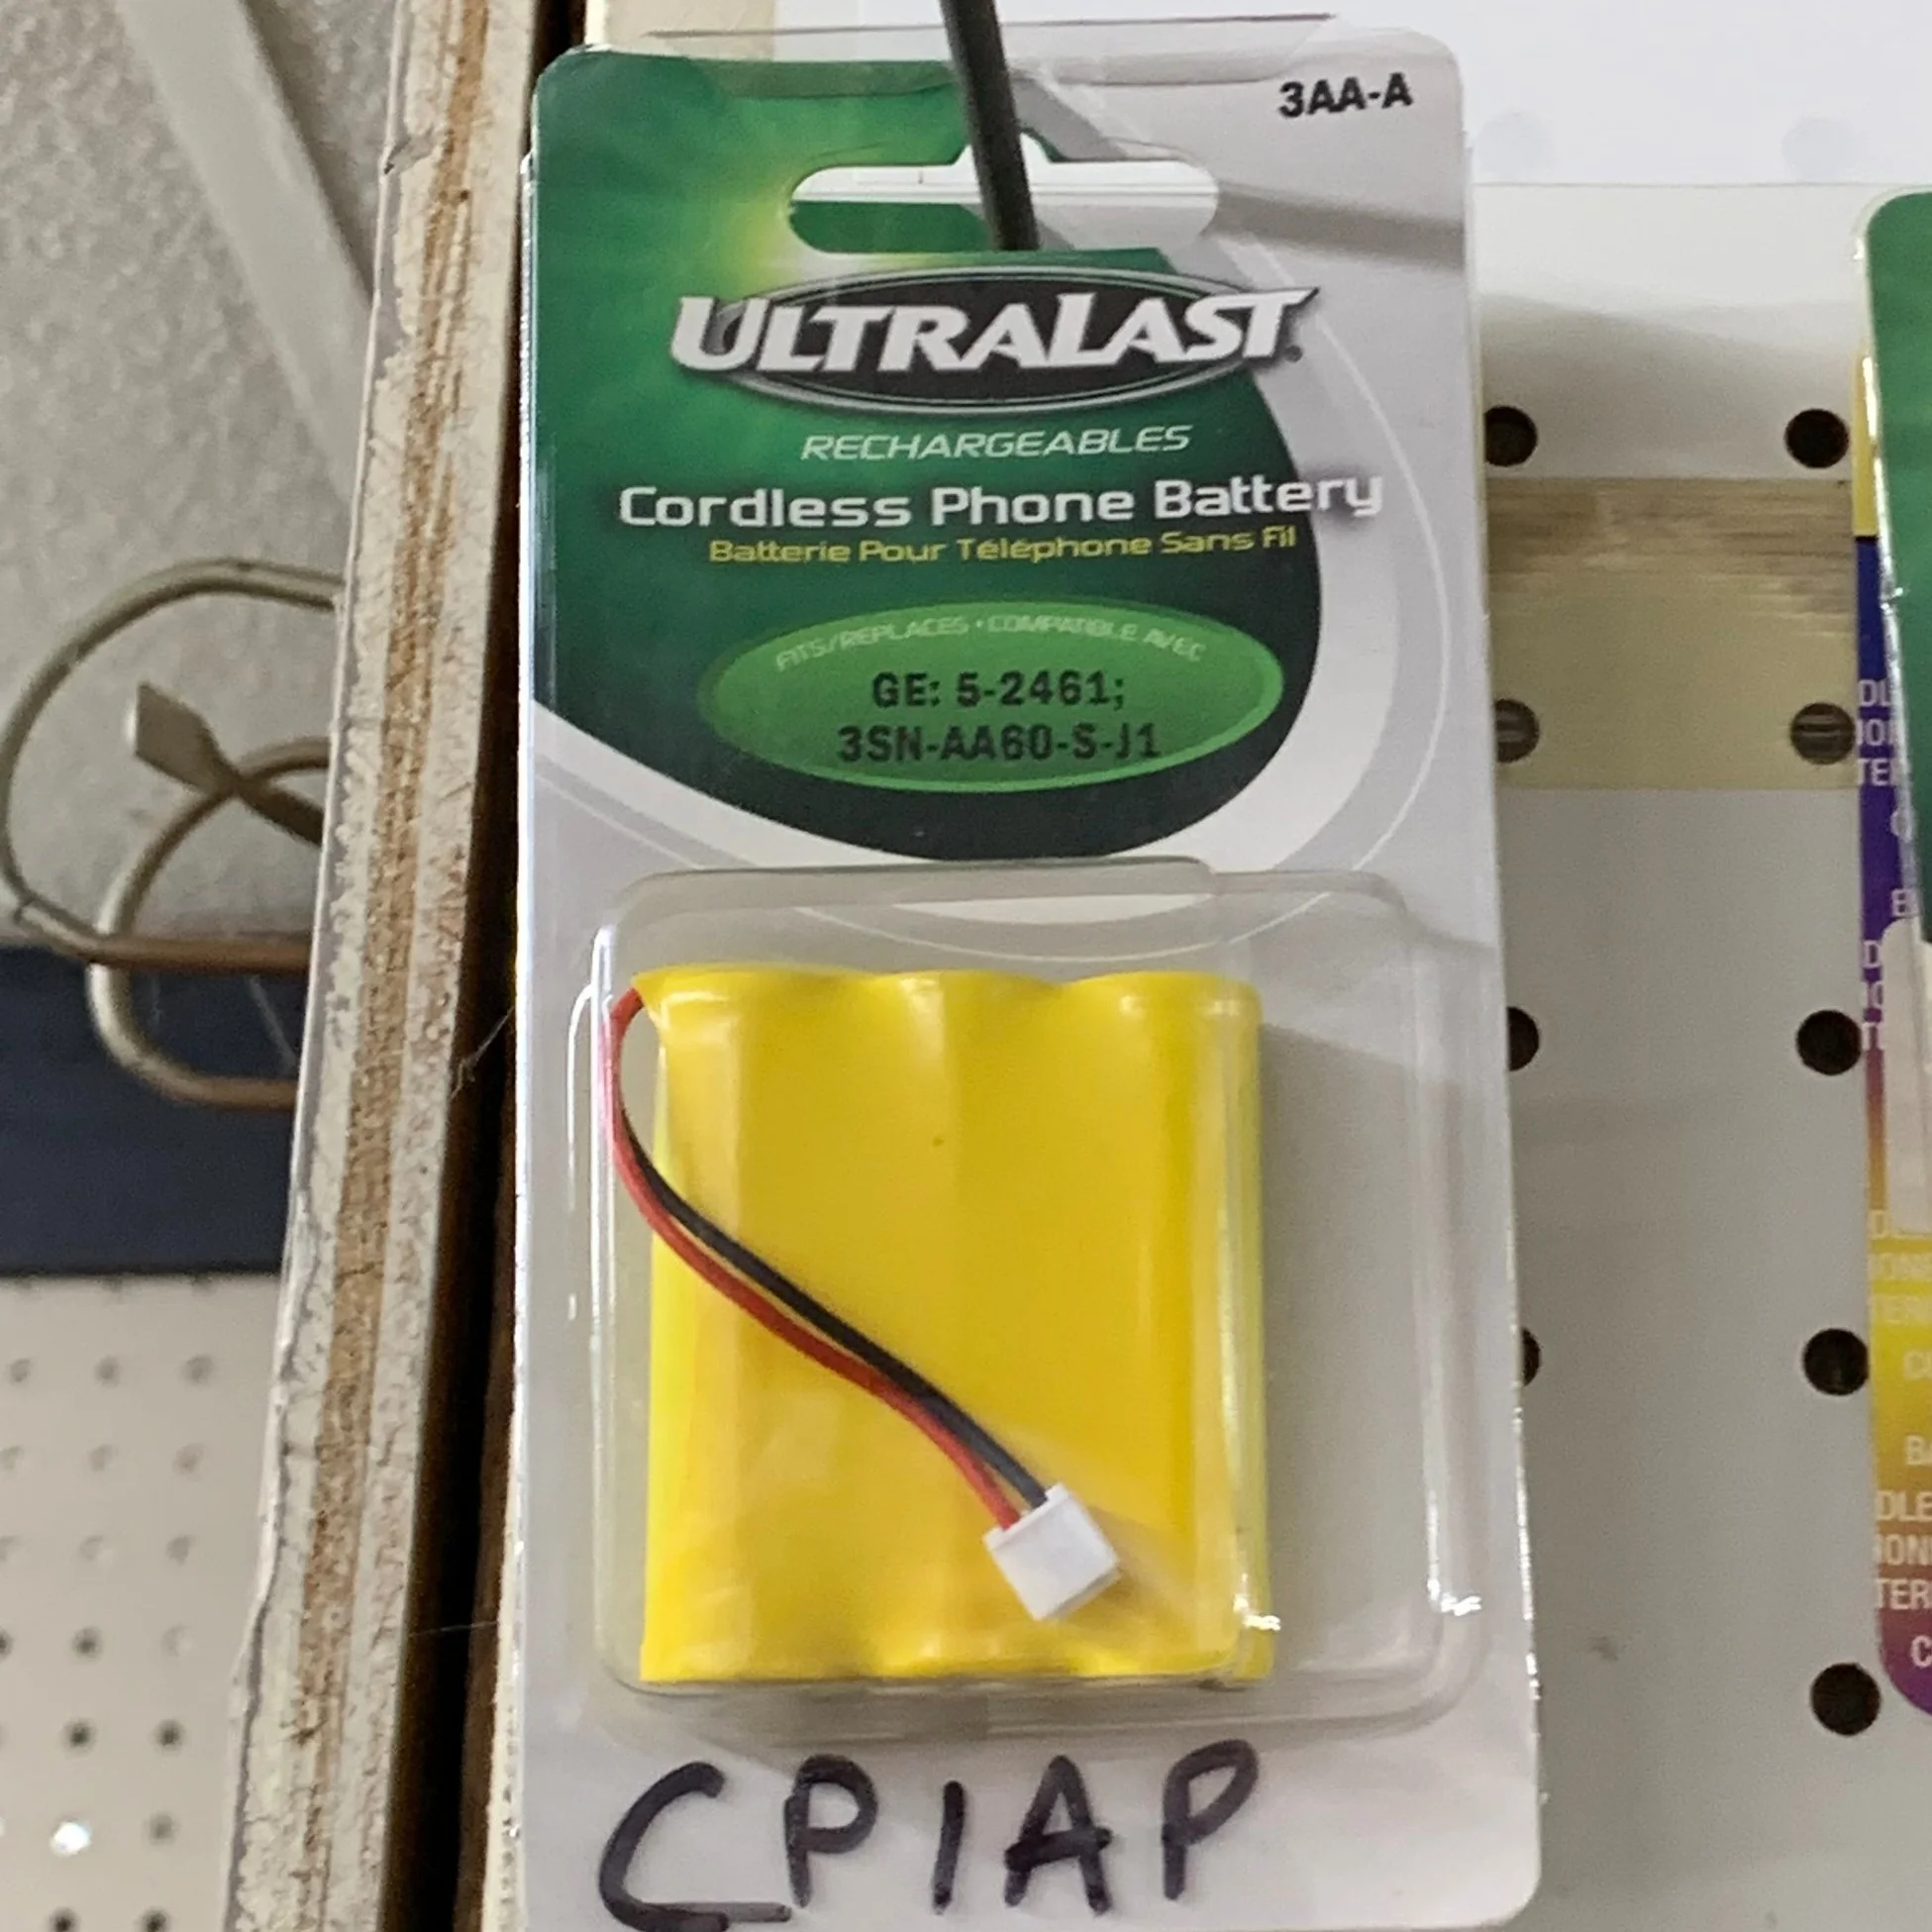 3AA-A
ULTRALAST
RECHARGEABLES
Cordless Phone Battery
Batterie Pour Téléphone Sans Fil
FITS/REPLACES • COMPATIBLE AVEC
GE: 5-2461;
3SN-AA60-S-J1
CPIAP